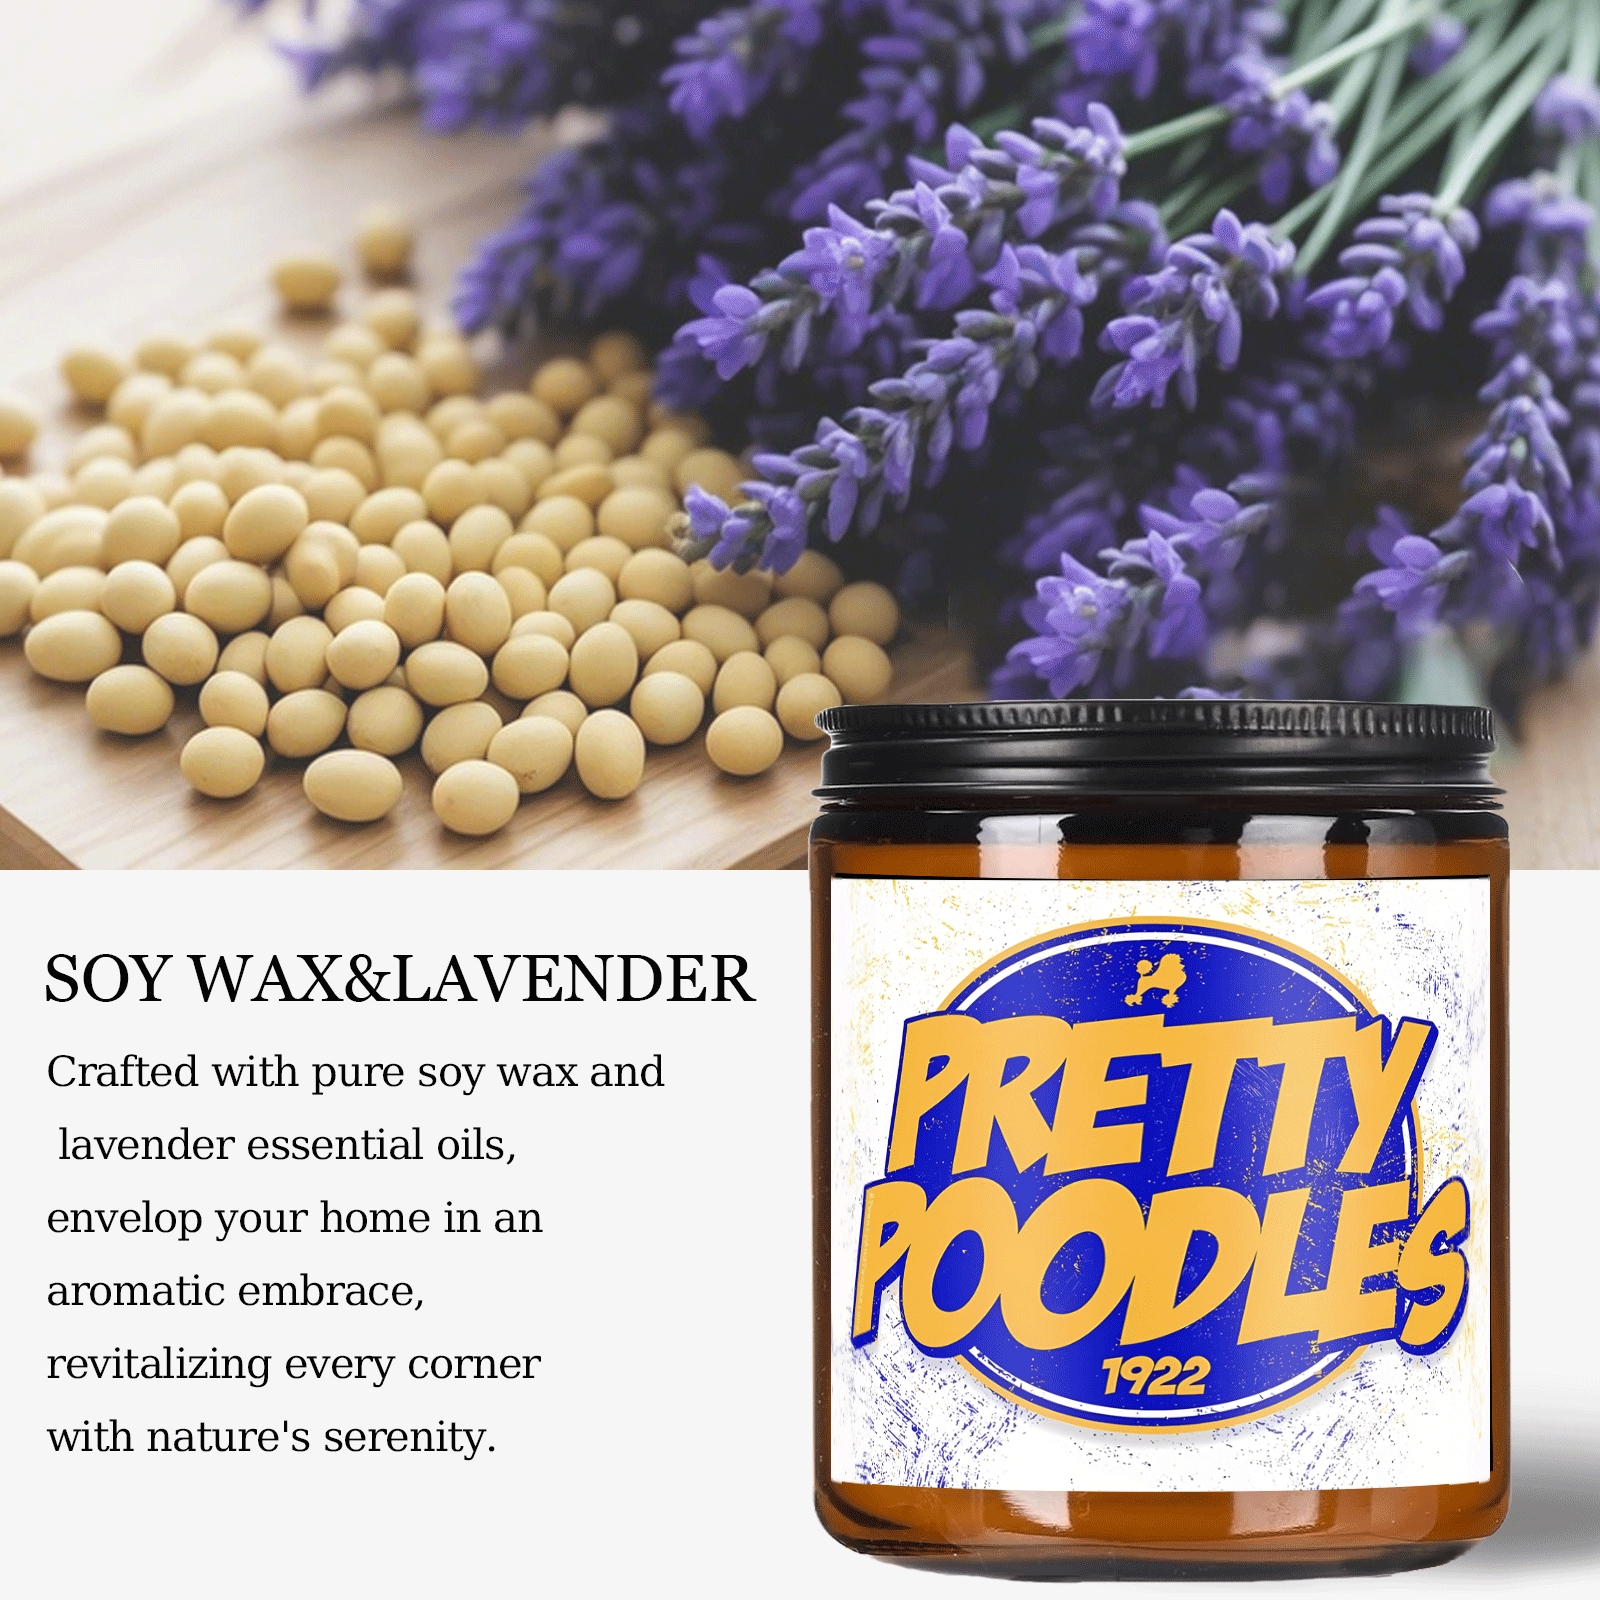 SOY WAX&LAVENDER
Crafted with pure soy wax and
lavender essential oils,
envelop your home in an
aromatic embrace,
revitalizing every corner
with nature's serenity.
PRETTY
POODLES
1922